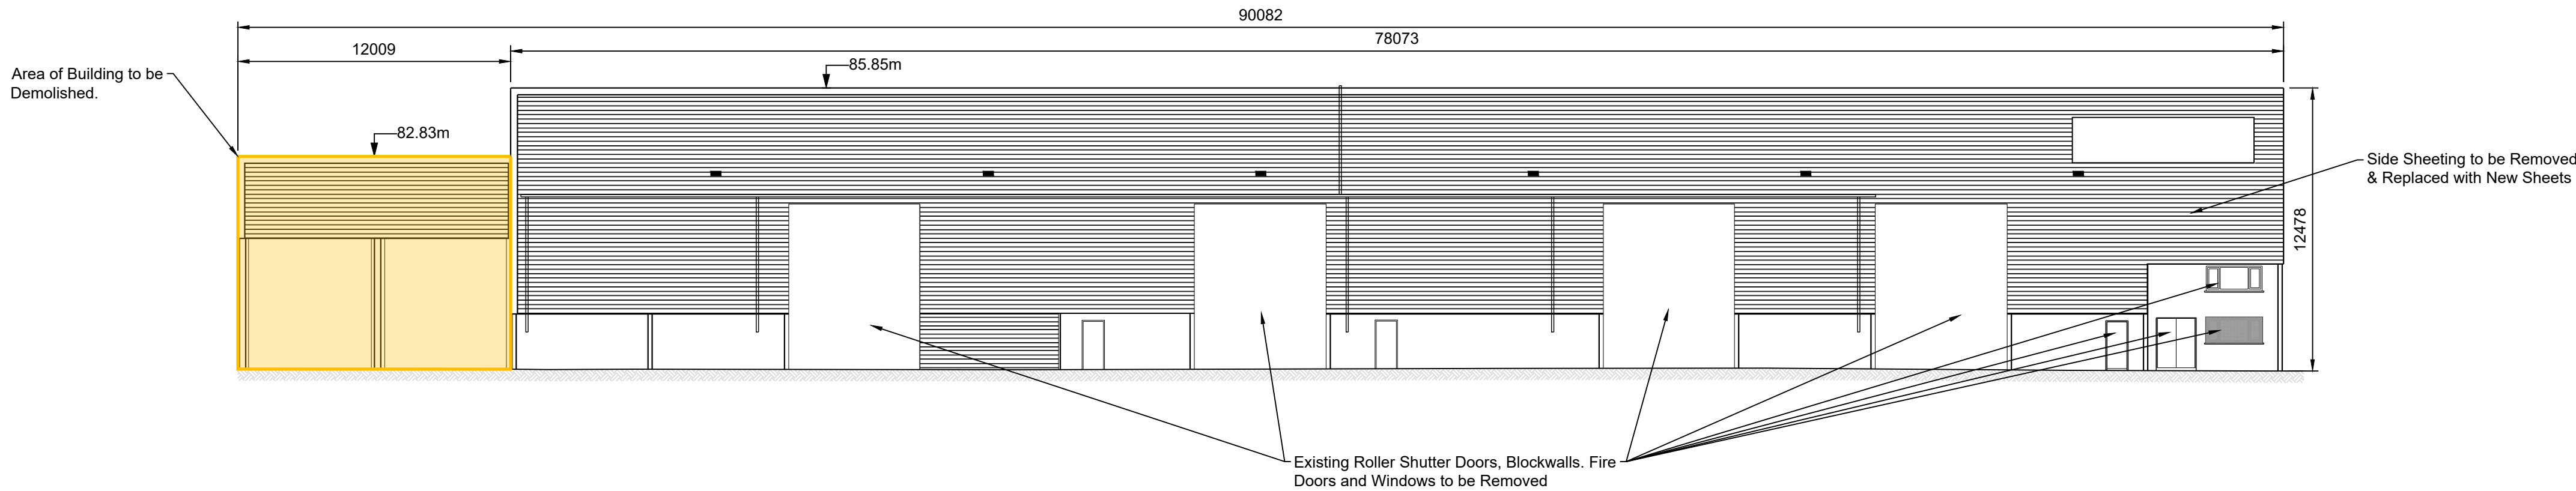 90082
12009
78073
85.85m
Area of Building to be
Demolished.
82.83m
Side Sheeting to be Removed
& Replaced with New Sheets
12478
Existing Roller Shutter Doors, Blockwalls. Fire
Doors and Windows to be Removed